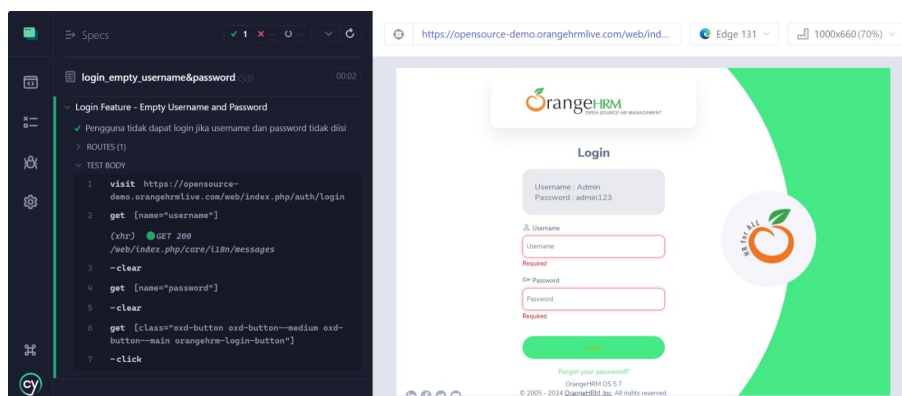 Specs
1
--
--
login_empty_username&password.cy.js
00:02
Login Feature - Empty Username and Password
Pengguna tidak dapat login jika username dan password tidak diisi
ROUTES (1)
TEST BODY
1 visit https://opensource-
demo.orangehrmlive.com/web/index.php/auth/login
2 get [name="username"]
(xhr) GET 200
/web/index.php/core/i18n/messages
3 -clear
4 get [name="password"]
5 -clear
6 get [class="oxd-button oxd-button--medium oxd-
button--main orangehrm-login-button"]
7 -click
cy
https://opensource-demo.orangehrmlive.com/web/ind...
Edge 131
1000x660 (70%)
OrangeHRM
OPEN SOURCE HR MANAGEMENT
Login
Username : Admin
Password : admin123
Username
Username
Required
Password
Password
Required
Login
Forgot your password?
OrangeHRM OS 5.7
© 2005 - 2024 OrangeHRM, Inc. All rights reserved.
HR for ALL